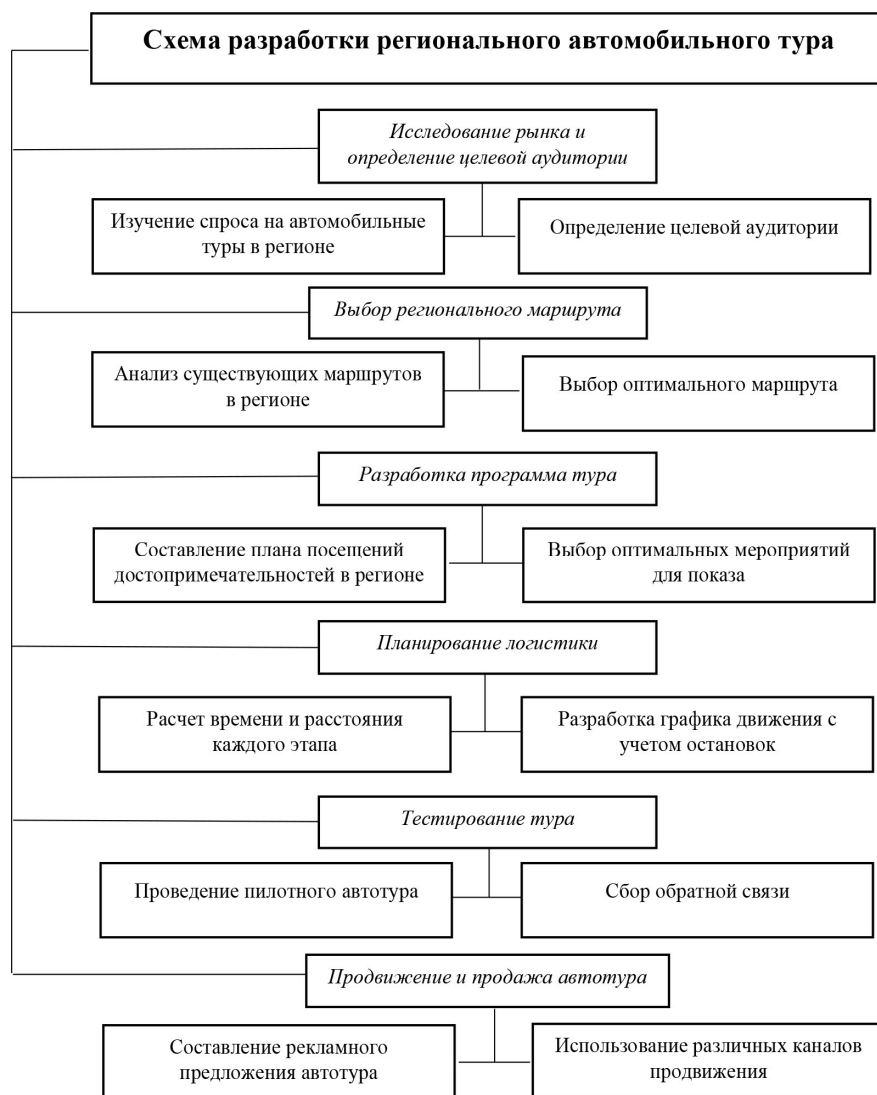 Схема разработки регионального автомобильного тура
Исследование рынка и
определение целевой аудитории
Изучение спроса на автомобильные
туры в регионе
Определение целевой аудитории
Выбор регионального маршрута
Анализ существующих маршрутов
в регионе
Выбор оптимального маршрута
Разработка программа тура
Составление плана посещений
достопримечательностей в регионе
Выбор оптимальных мероприятий
для показа
Планирование логистики
Расчет времени и расстояния
каждого этапа
Разработка графика движения с
учетом остановок
Тестирование тура
Проведение пилотного автотура
Сбор обратной связи
Продвижение и продажа автотура
Составление рекламного
предложения автотура
Использование различных каналов
продвижения